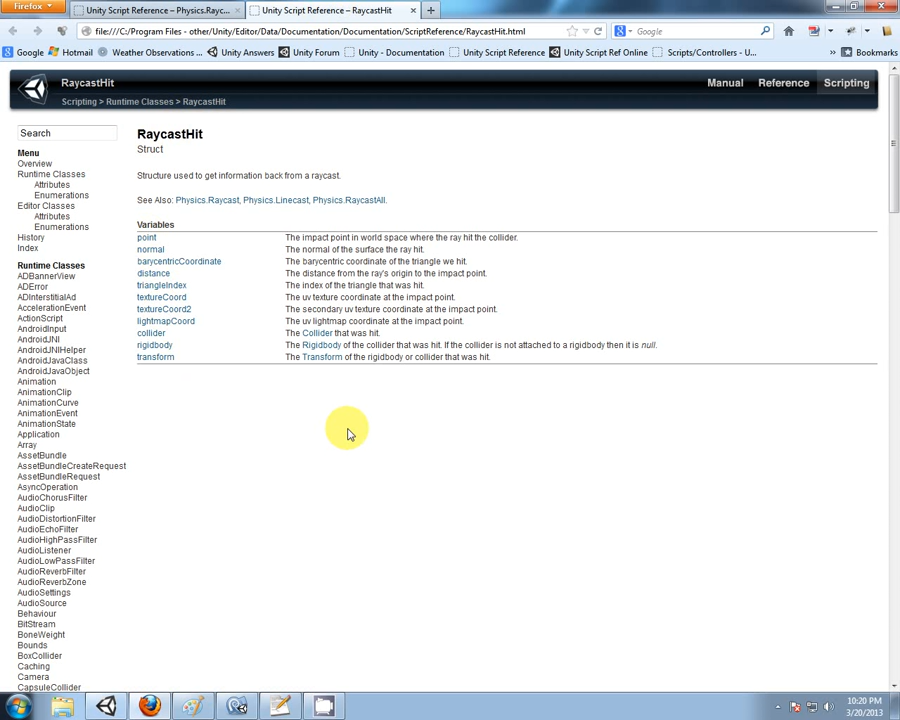 Firefox
Unity Script Reference – Physics.Rayc... ×
Unity Script Reference – RaycastHit ×
file:///C:/Program Files - other/Unity/Editor/Data/Documentation/Documentation/ScriptReference/RaycastHit.html
Google
Google Hotmail Weather Observations ... Unity Answers Unity Forum Unity - Documentation Unity Script Reference Unity Script Ref Online Scripts/Controllers - U... » Bookmarks
RaycastHit
Manual Reference Scripting
Scripting > Runtime Classes > RaycastHit
Search
Menu
Overview
Runtime Classes
Attributes
Enumerations
Editor Classes
Attributes
Enumerations
History
Index
Runtime Classes
ADBannerView
ADError
ADInterstitialAd
AccelerationEvent
ActionScript
AndroidInput
AndroidJNI
AndroidJNIHelper
AndroidJavaClass
AndroidJavaObject
Animation
AnimationClip
AnimationCurve
AnimationEvent
AnimationState
Application
Array
AssetBundle
AssetBundleCreateRequest
AssetBundleRequest
AsyncOperation
AudioChorusFilter
AudioClip
AudioDistortionFilter
AudioEchoFilter
AudioHighPassFilter
AudioListener
AudioLowPassFilter
AudioReverbFilter
AudioReverbZone
AudioSettings
AudioSource
Behaviour
BitStream
BoneWeight
Bounds
BoxCollider
Caching
Camera
CapsuleCollider
RaycastHit
Struct
Structure used to get information back from a raycast.
See Also: Physics.Raycast, Physics.Linecast, Physics.RaycastAll.
Variables
point The impact point in world space where the ray hit the collider.
normal The normal of the surface the ray hit.
barycentricCoordinate The barycentric coordinate of the triangle we hit.
distance The distance from the ray's origin to the impact point.
triangleIndex The index of the triangle that was hit.
textureCoord The uv texture coordinate at the impact point.
textureCoord2 The secondary uv texture coordinate at the impact point.
lightmapCoord The uv lightmap coordinate at the impact point.
collider The Collider that was hit.
rigidbody The Rigidbody of the collider that was hit. If the collider is not attached to a rigidbody then it is null.
transform The Transform of the rigidbody or collider that was hit.
10:20 PM
3/20/2013